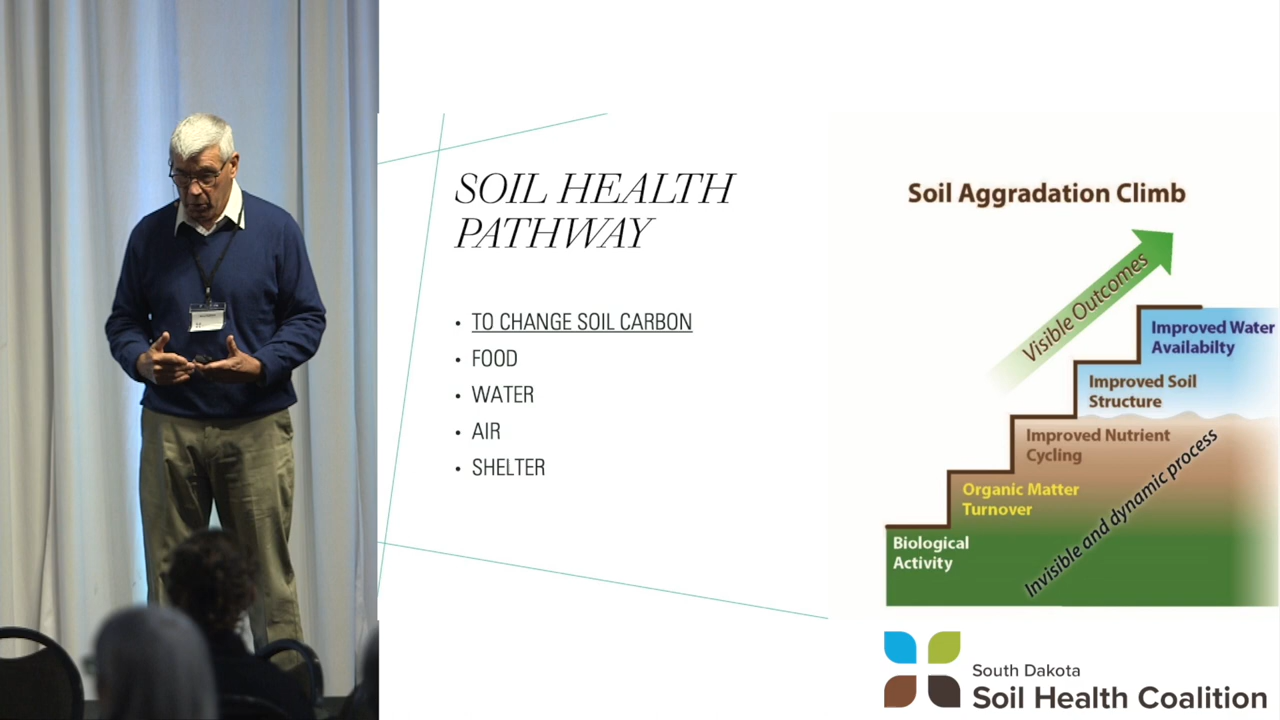 SOIL HEALTH
PATHWAY
• TO CHANGE SOIL CARBON
• FOOD
• WATER
• AIR
• SHELTER
Soil Aggradation Climb
Visible Outcomes
Improved Water
Availabilty
Improved Soil
Structure
Improved Nutrient
Cycling
Organic Matter
Turnover
Biological
Activity
Invisible and dynamic process
South Dakota
Soil Health Coalition